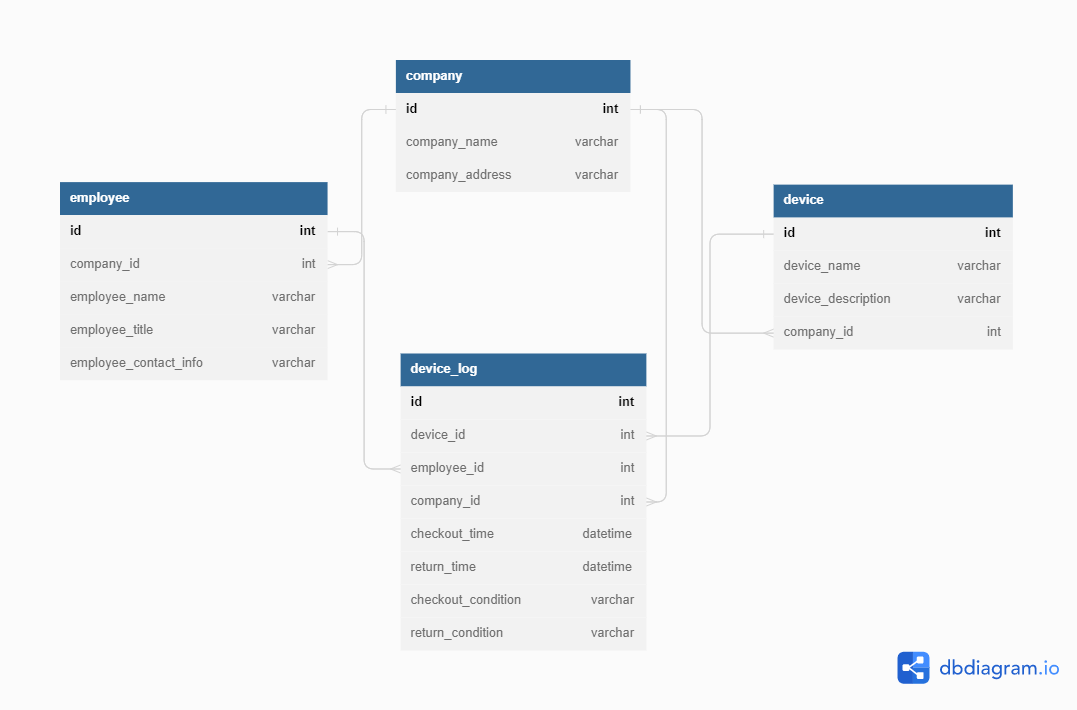 company
id int
company_name varchar
company_address varchar
employee
id int
company_id int
employee_name varchar
employee_title varchar
employee_contact_info varchar
device
id int
device_name varchar
device_description varchar
company_id int
device_log
id int
device_id int
employee_id int
company_id int
checkout_time datetime
return_time datetime
checkout_condition varchar
return_condition varchar
dbdiagram.io